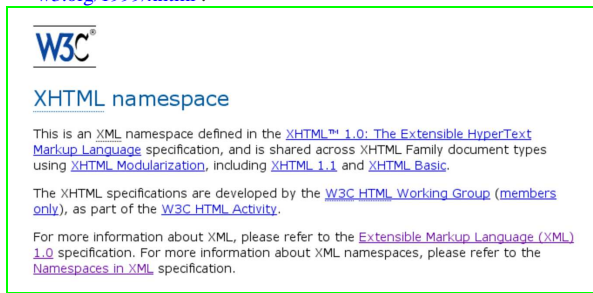 W3C®
XHTML namespace
This is an XML namespace defined in the XHTML™ 1.0: The Extensible HyperText
Markup Language specification, and is shared across XHTML Family document types
using XHTML Modularization, including XHTML 1.1 and XHTML Basic.
The XHTML specifications are developed by the W3C HTML Working Group (members
only), as part of the W3C HTML Activity.
For more information about XML, please refer to the Extensible Markup Language (XML)
1.0 specification. For more information about XML namespaces, please refer to the
Namespaces in XML specification.